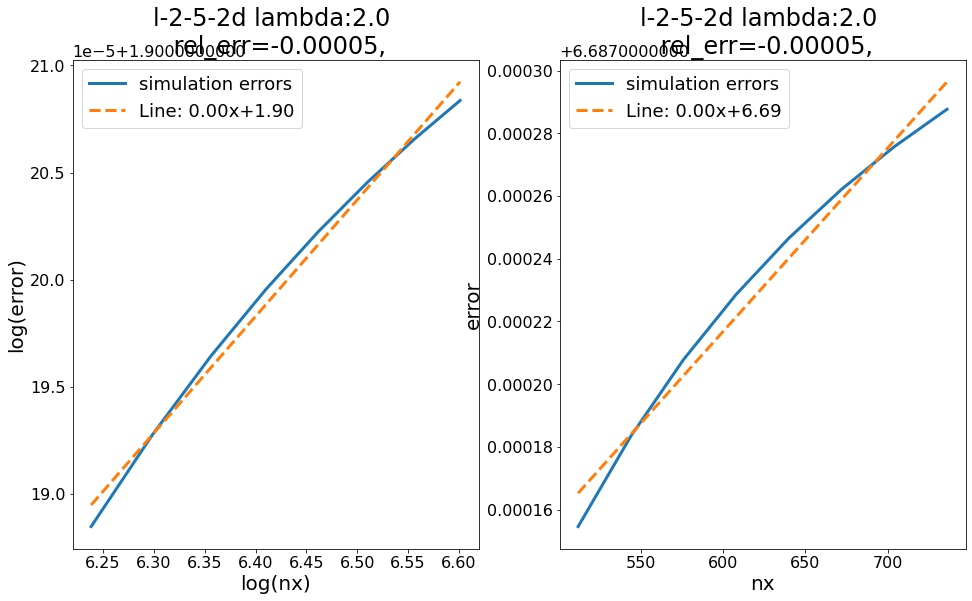 l-2-5-2d lambda:2.0
rel_err=-0.00005,
1e−5+1.9000000000
21.0
20.5
20.0
19.5
19.0
log(error)
simulation errors
Line: 0.00x+1.90
6.25
6.30
6.35
6.40
6.45
6.50
6.55
6.60
log(nx)
l-2-5-2d lambda:2.0
rel_err=-0.00005,
+6.6870000000
0.00030
0.00028
0.00026
0.00024
0.00022
0.00020
0.00018
0.00016
error
simulation errors
Line: 0.00x+6.69
550
600
650
700
nx